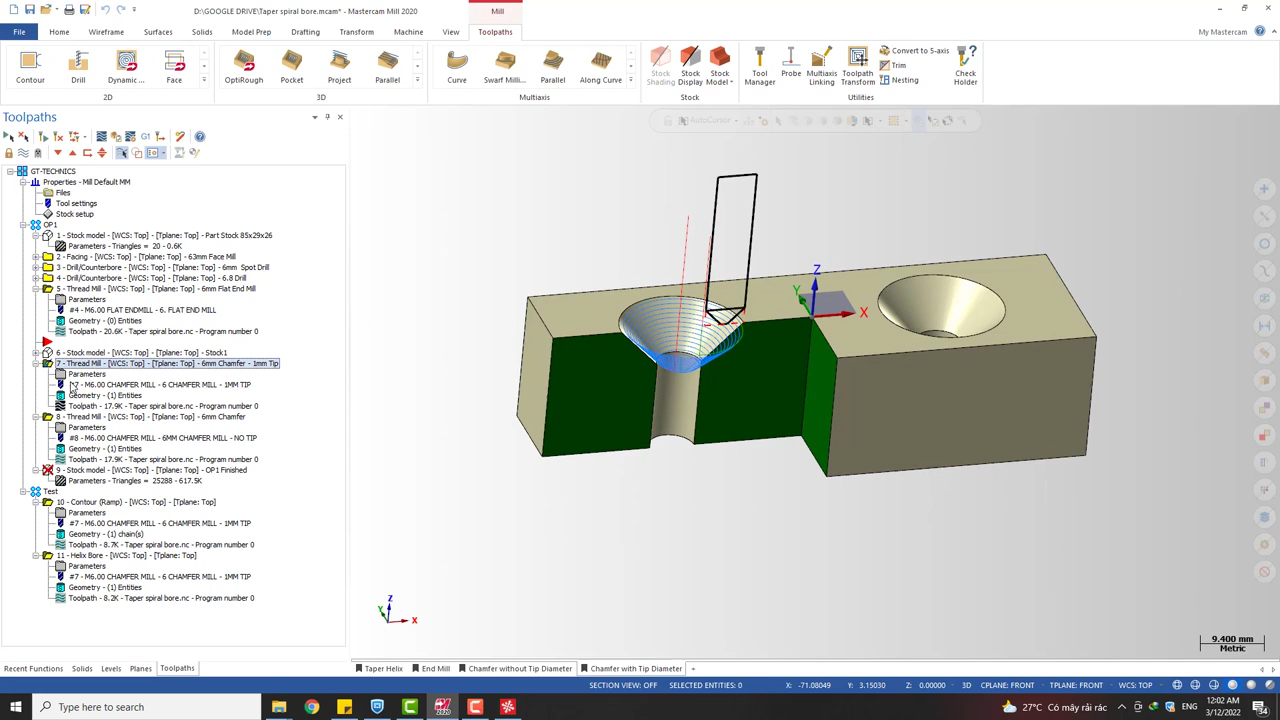 D:\GOOGLE DRIVE\Taper spiral bore.mcam* - Mastercam Mill 2020
Mill
File Home Wireframe Surfaces Solids Model Prep Drafting Transform Machine View Toolpaths
My Mastercam
Contour Drill Dynamic ... Face
OptiRough Pocket Project Parallel
Curve Swarf Milli... Parallel Along Curve
Stock Shading Stock Display Stock Model
Tool Manager Probe Multiaxis Linking Toolpath Transform
Convert to 5-axis
Trim
Nesting
Check Holder
2D 3D Multiaxis Stock Utilities
Toolpaths
AutoCursor
G1
GT-TECHNICS
Properties - Mill Default MM
Files
Tool settings
Stock setup
OP1
1 - Stock model - [WCS: Top] - [Tplane: Top] - Part Stock 85x29x26
Parameters - Triangles = 20 - 0.6K
2 - Facing - [WCS: Top] - [Tplane: Top] - 63mm Face Mill
3 - Drill/Counterbore - [WCS: Top] - [Tplane: Top] - 6mm Spot Drill
4 - Drill/Counterbore - [WCS: Top] - [Tplane: Top] - 6.8 Drill
5 - Thread Mill - [WCS: Top] - [Tplane: Top] - 6mm Flat End Mill
Parameters
#4 - FLAT ENDMILL - 6. FLAT END MILL
Geometry - (0) Entities
Toolpath - 20.6K - Taper spiral bore.nc - Program number 0
6 - Stock model - [WCS: Top] - [Tplane: Top] - Stock1
7 - Thread Mill - [WCS: Top] - [Tplane: Top] - 6mm Chamfer - 1mm Tip
Parameters
#7 - M6.00 CHAMFER MILL - 6 CHAMFER MILL - 1MM TIP
Geometry - (1) Entities
Toolpath - 17.9K - Taper spiral bore.nc - Program number 0
8 - Thread Mill - [WCS: Top] - [Tplane: Top] - 6mm Chamfer
Parameters
#8 - M6.00 CHAMFER MILL - 6MM CHAMFER MILL - NO TIP
Geometry - (1) Entities
Toolpath - 17.9K - Taper spiral bore.nc - Program number 0
9 - Stock model - [WCS: Top] - [Tplane: Top] - OP1 Finished
Parameters - Triangles = 25288 - 617.5K
Test
10 - Contour (Ramp) - [WCS: Top] - [Tplane: Top]
Parameters
#7 - M6.00 CHAMFER MILL - 6 CHAMFER MILL - 1MM TIP
Geometry - (1) chain(s)
Toolpath - 8.7K - Taper spiral bore.nc - Program number 0
11 - Helix Bore - [WCS: Top] - [Tplane: Top]
Parameters
#7 - M6.00 CHAMFER MILL - 6 CHAMFER MILL - 1MM TIP
Geometry - (1) Entities
Toolpath - 8.2K - Taper spiral bore.nc - Program number 0
Z
Y
X
Z
Y
X
9.400 mm
Metric
Recent Functions Solids Levels Planes Toolpaths
Taper Helix End Mill Chamfer without Tip Diameter Chamfer with Tip Diameter +
SECTION VIEW: OFF SELECTED ENTITIES: 0 X: -71.08049 Y: 3.15030 Z: 0.00000 3D CPLANE: FRONT TPLANE: FRONT WCS: TOP
Type here to search
2020
27°C Có mây rải rác
ENG
12:02 AM
3/12/2022
34